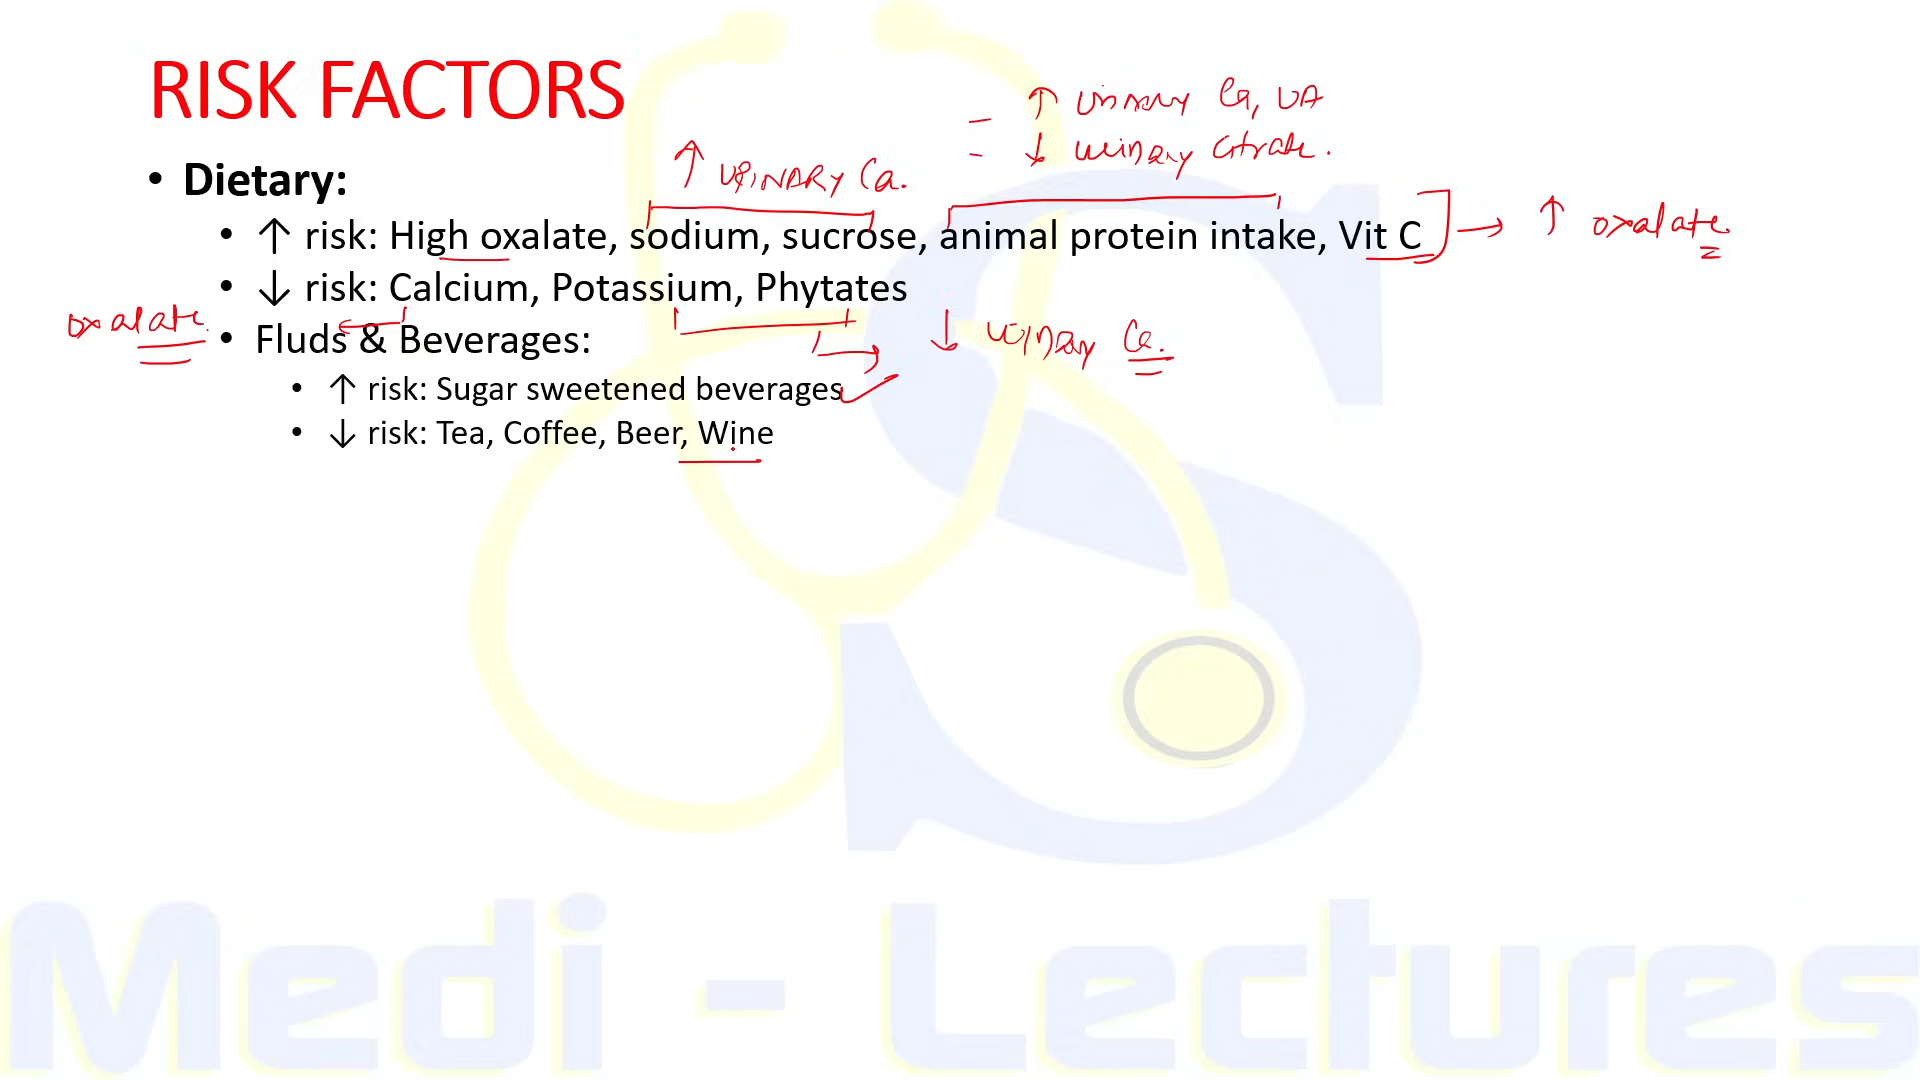 RISK FACTORS
- ↑ urinary Ca, UA
- ↓ urinary citrate.
↑ URINARY Ca.
• Dietary:
• ↑ risk: High oxalate, sodium, sucrose, animal protein intake, Vit C → ↑ oxalate
• ↓ risk: Calcium, Potassium, Phytates
oxalate
• Fluds & Beverages:
↓ urinary Ca.
• ↑ risk: Sugar sweetened beverages
• ↓ risk: Tea, Coffee, Beer, Wine
Medi - Lectures